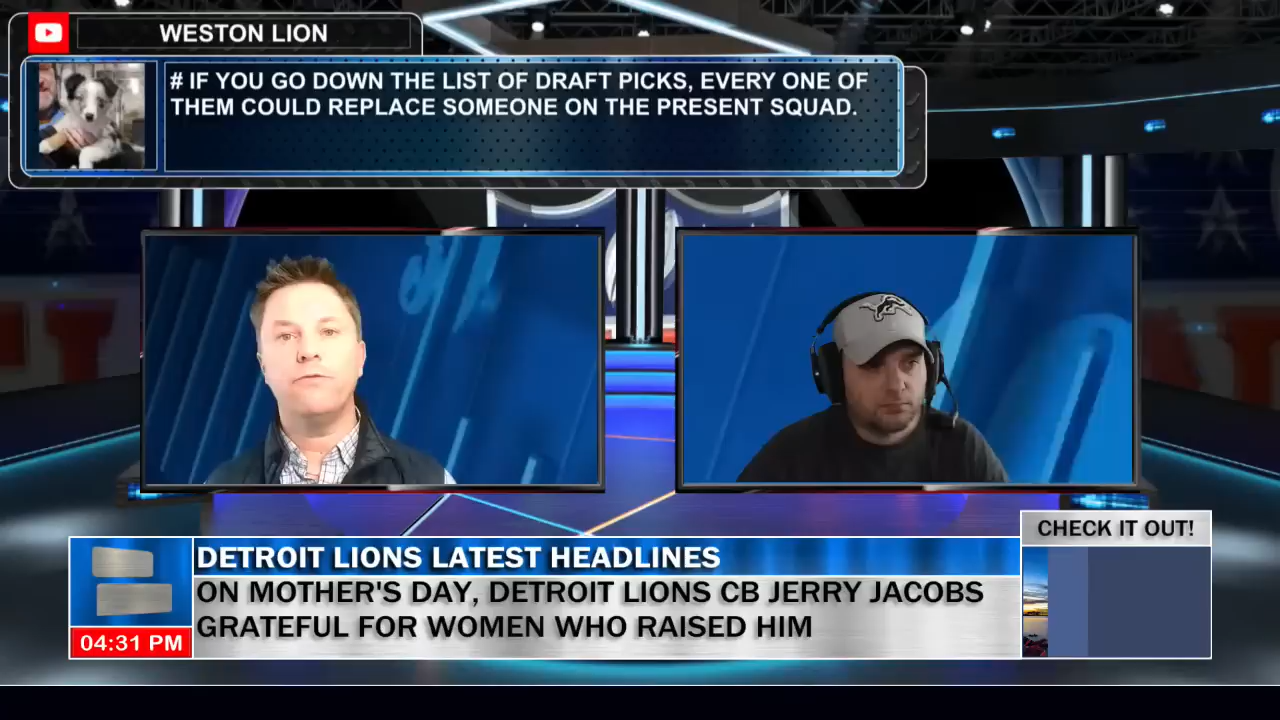 WESTON LION
# IF YOU GO DOWN THE LIST OF DRAFT PICKS, EVERY ONE OF
THEM COULD REPLACE SOMEONE ON THE PRESENT SQUAD.
CHECK IT OUT!
DETROIT LIONS LATEST HEADLINES
ON MOTHER'S DAY, DETROIT LIONS CB JERRY JACOBS
GRATEFUL FOR WOMEN WHO RAISED HIM
04:31 PM